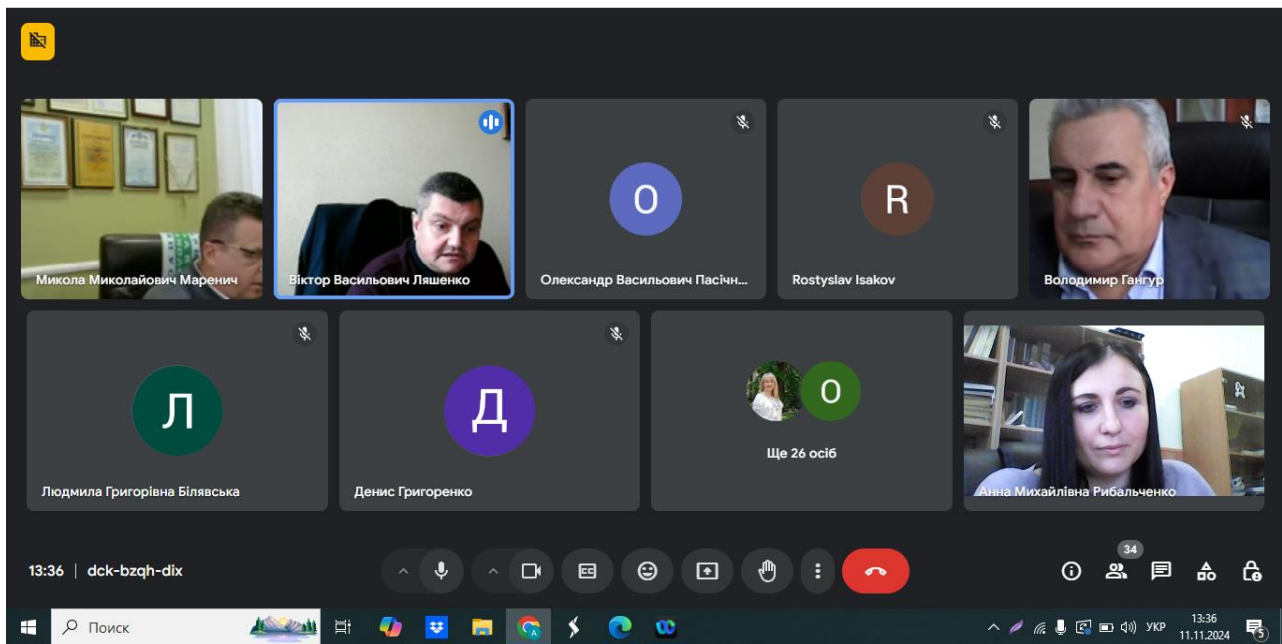 O
R
Микола Миколайович Маренич
Віктор Васильович Ляшенко
Олександр Васильович Пасічн...
Rostyslav Isakov
Володимир Гангур
Л
Д
O
Ще 26 осіб
Людмила Григорівна Білявська
Денис Григоренко
Анна Михайлівна Рибальченко
34
13:36 | dck-bzqh-dix
CC
Поиск
УКР
13:36
11.11.2024
5